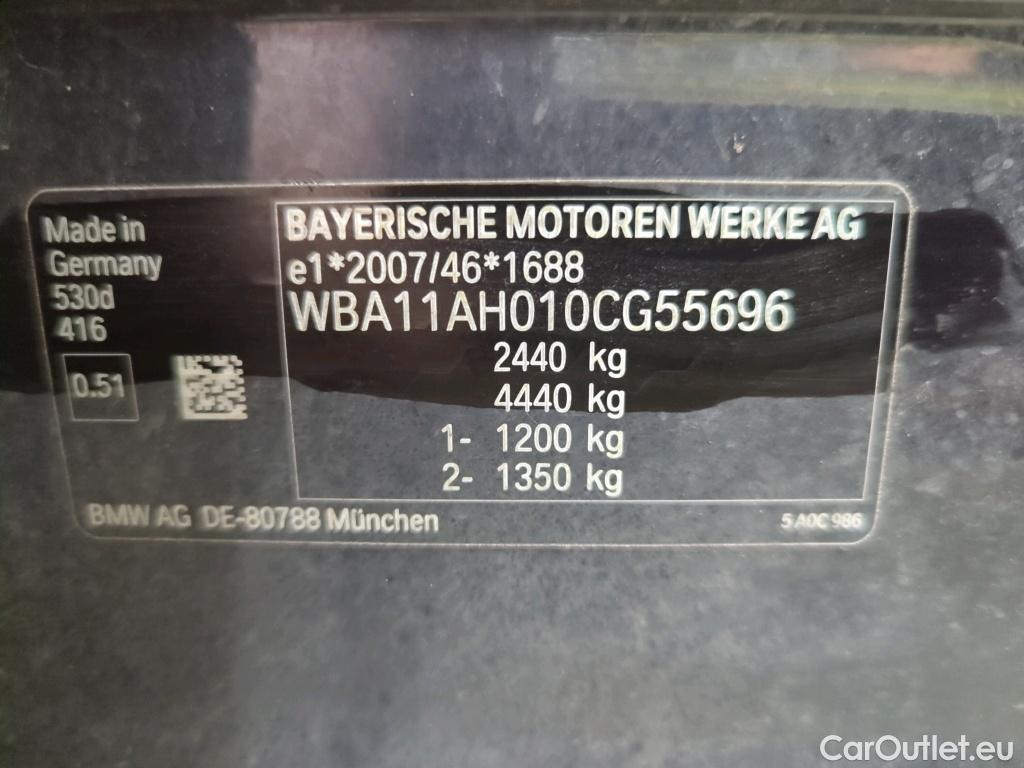 Made in
Germany
530d
416
0.51
BAYERISCHE MOTOREN WERKE AG
e1*2007/46*1688
WBA11AH010CG55696
2440 kg
4440 kg
1- 1200 kg
2- 1350 kg
BMW AG DE-80788 München
5 A0C 986
CarOutlet.eu